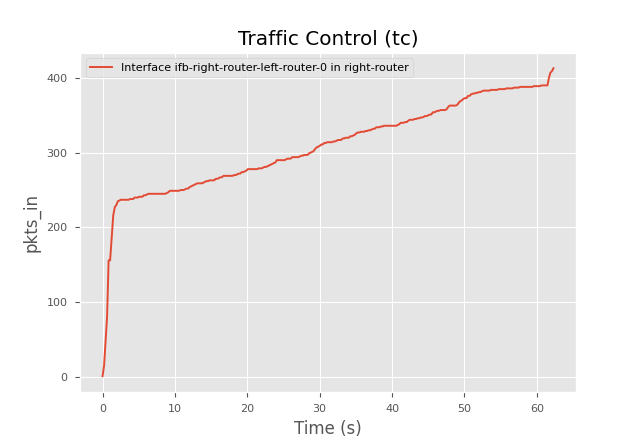 Traffic Control (tc)
Interface ifb-right-router-left-router-0 in right-router
pkts_in
400
300
200
100
0
0 10 20 30 40 50 60
Time (s)